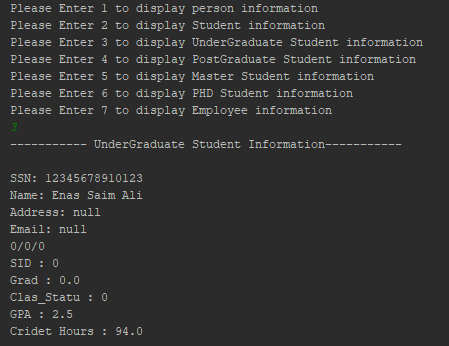 Please Enter 1 to display person information
Please Enter 2 to display Student information
Please Enter 3 to display UnderGraduate Student information
Please Enter 4 to display PostGraduate Student information
Please Enter 5 to display Master Student information
Please Enter 6 to display PHD Student information
Please Enter 7 to display Employee information
3
----------- UnderGraduate Student Information-----------
SSN: 12345678910123
Name: Enas Saim Ali
Address: null
Email: null
0/0/0
SID : 0
Grad : 0.0
Clas_Statu : 0
GPA : 2.5
Cridet Hours : 94.0